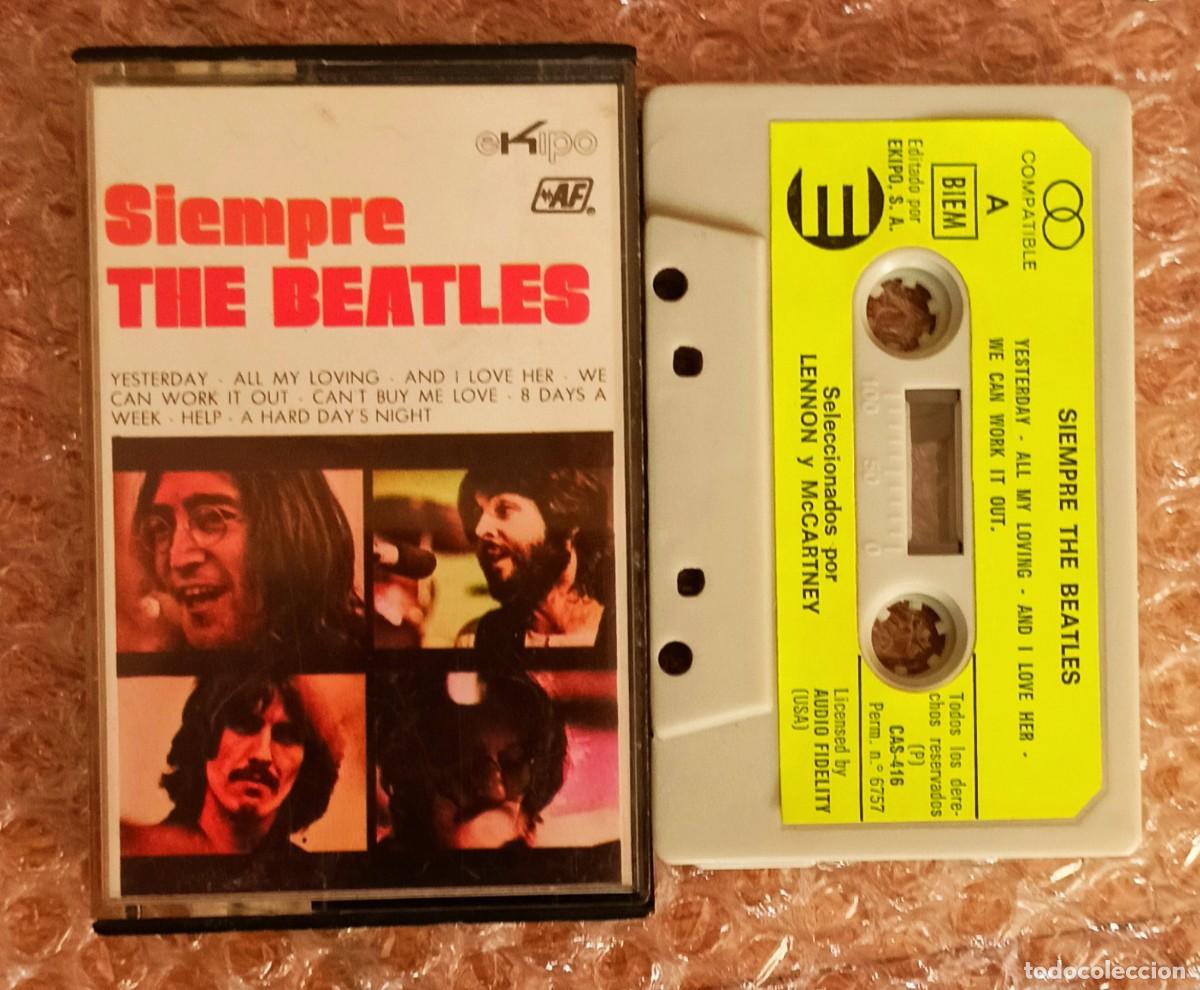 eKipo
AF
Siempre
THE BEATLES
YESTERDAY · ALL MY LOVING · AND I LOVE HER · WE
CAN WORK IT OUT · CAN'T BUY ME LOVE · 8 DAYS A
WEEK · HELP · A HARD DAY'S NIGHT
COMPATIBLE
A
BIEM
Editado por
EKIPO, S. A.
SIEMPRE THE BEATLES
YESTERDAY - ALL MY LOVING - AND I LOVE HER -
WE CAN WORK IT OUT.
100 50 0
Seleccionados por
LENNON y McCARTNEY
Todos los dere-
chos reservados
(P)
CAS-416
Perm. n.° 6757
Licensed by
AUDIO FIDELITY
(USA)
todocoleccion